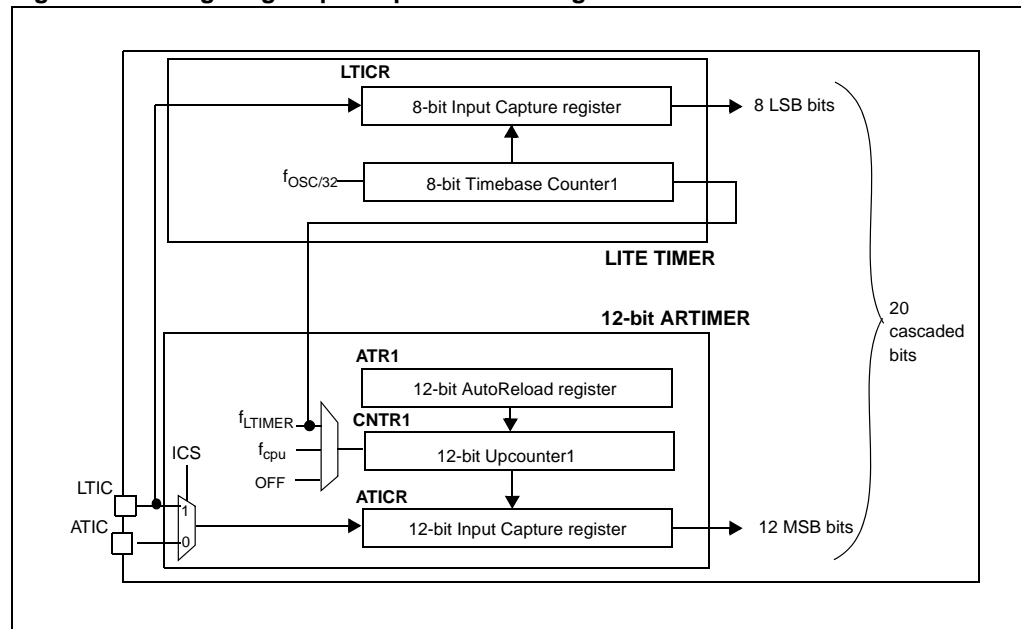 LTICR
8-bit Input Capture register
8 LSB bits
fOSC/32
8-bit Timebase Counter1
LITE TIMER
12-bit ARTIMER
20
cascaded
bits
ATR1
12-bit AutoReload register
fLTIMER
CNTR1
fcpu
12-bit Upcounter1
ICS
OFF
LTIC
ATICR
1
ATIC
12-bit Input Capture register
12 MSB bits
0